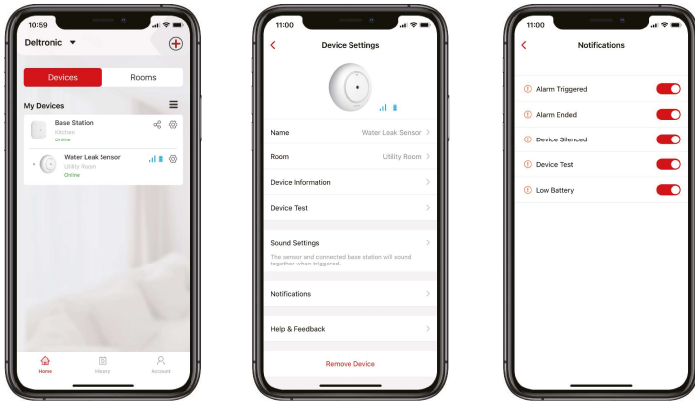 10:59
Deltronic
Devices
Rooms
My Devices
Base Station
Kitchen
Online
Water Leak Sensor
Utility Room
Online
Home
History
Account
11:00
Device Settings
Name
Water Leak Sensor
Room
Utility Room
Device Information
Device Test
Sound Settings
The sensor and connected base station will sound
together when triggered.
Notifications
Help & Feedback
Remove Device
11:00
Notifications
Alarm Triggered
Alarm Ended
Device Silenced
Device Test
Low Battery